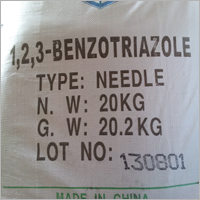 1,2,3-BENZOTRIAZOLE
TYPE: NEEDLE
N. W: 20KG
G. W: 20.2KG
LOT NO: 130801
MADE IN CHINA